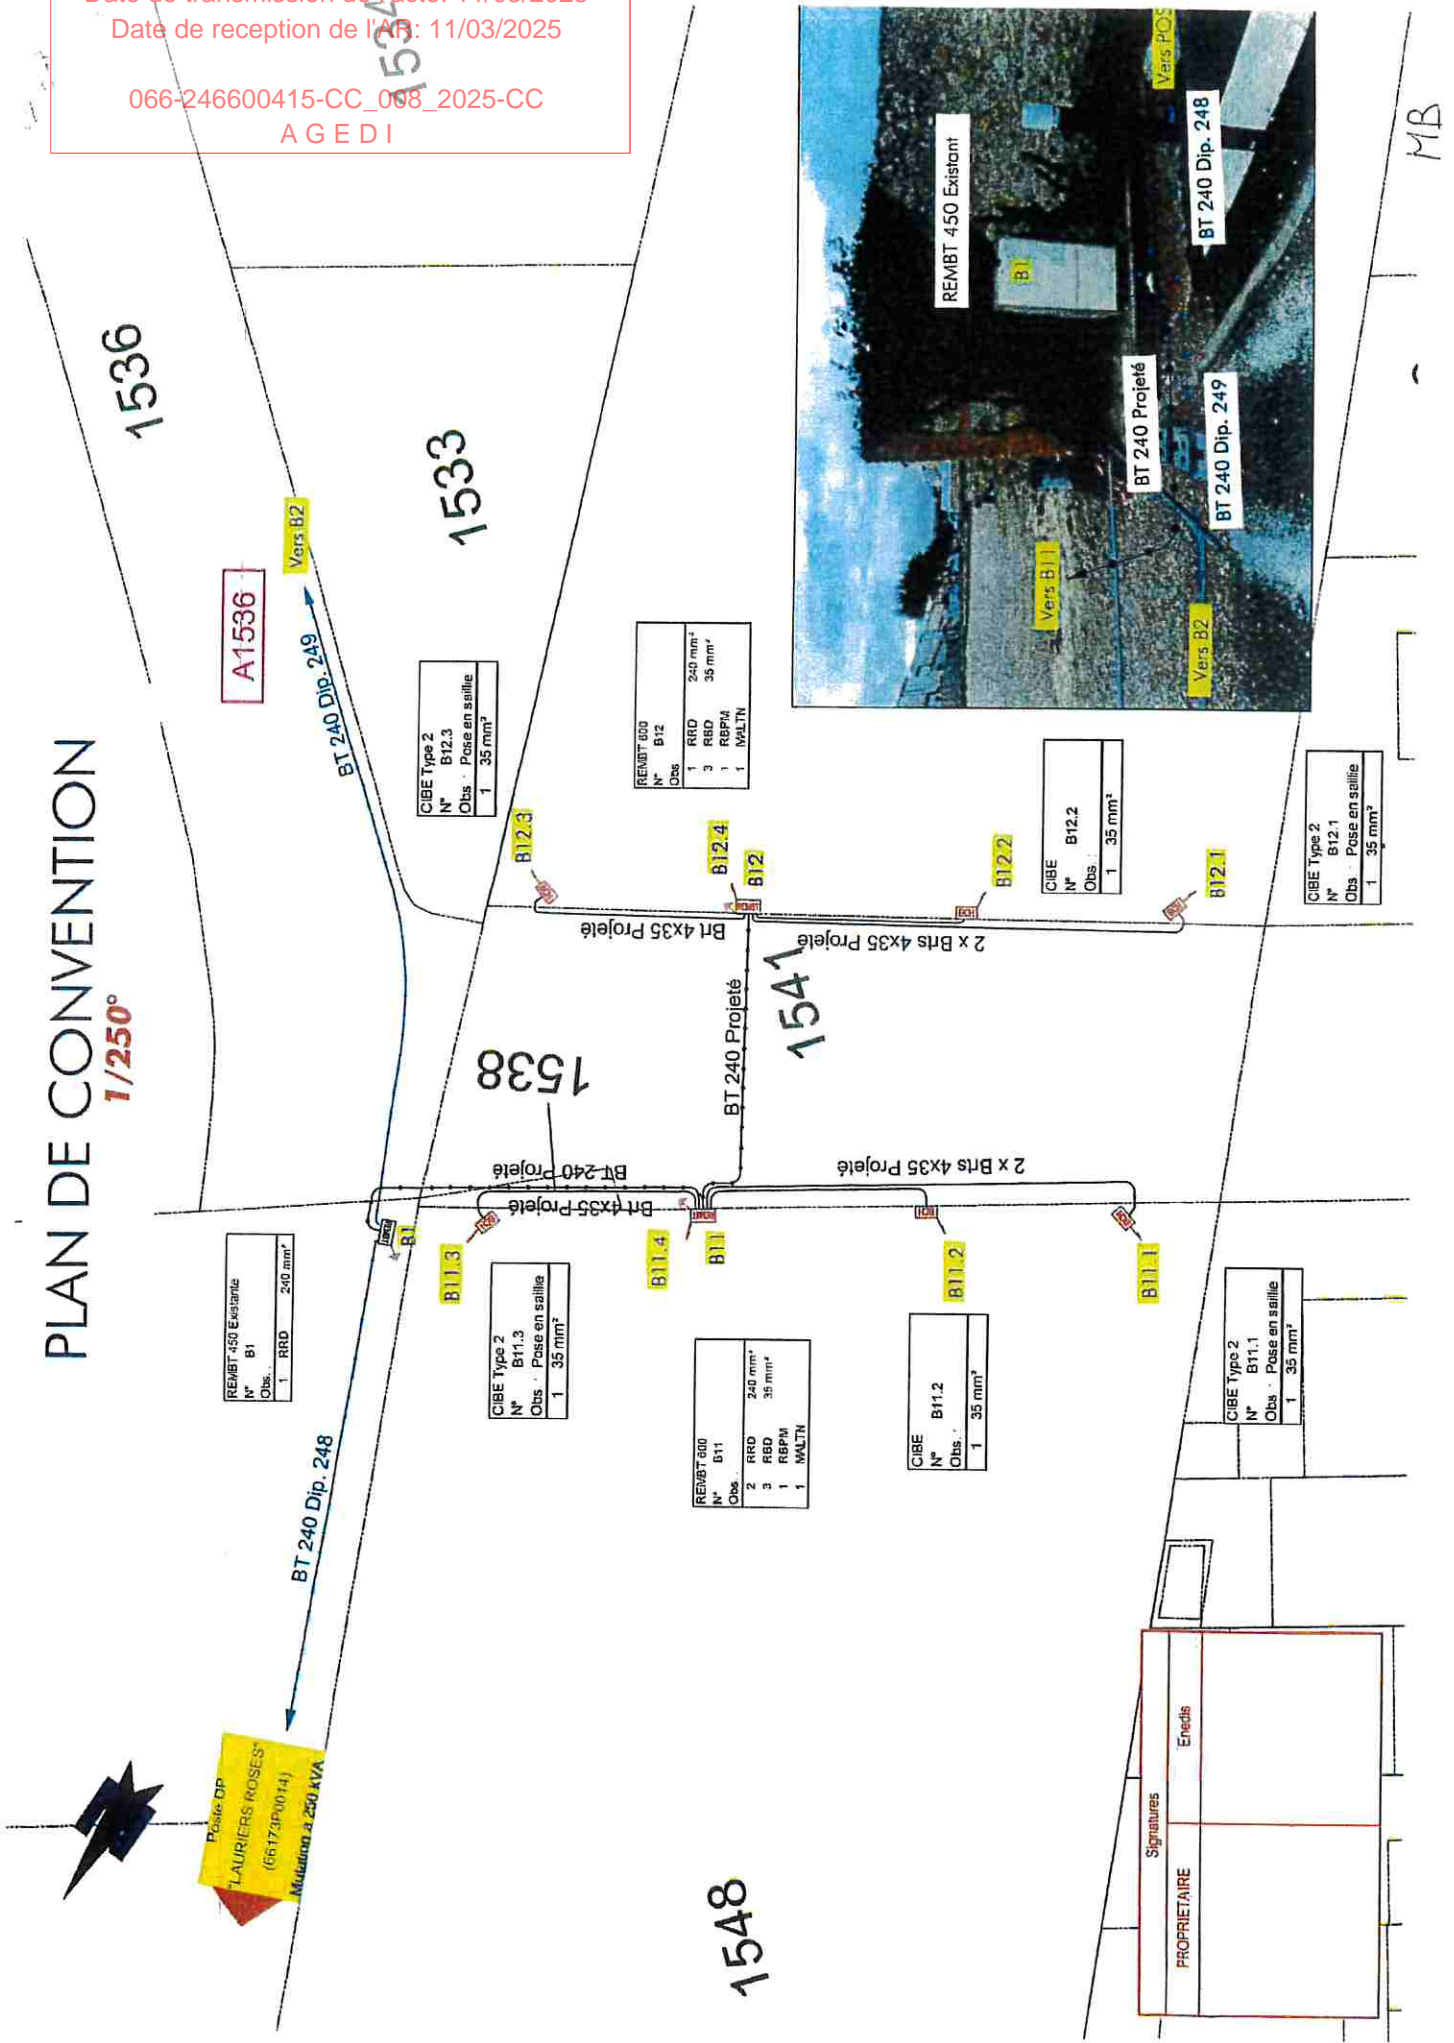 Date de reception de l'AR: 11/03/2025
066-246600415-CC_008_2025-CC
A G E D I
PLAN DE CONVENTION
1/250°
Poste DP
"LAURIERS ROSES"
(66173P0014)
Mutation à 250 kVA
BT 240 Dip. 248
REMBT 450 Existante
N° B1
Obs. :
1 RRD 240 mm²
B1
BT 240 Dip. 249
A1536
Vers B2
1536
1534
1533
1538
1541
1548
BT 240 Projeté
Brt 4x35 Projeté
B11.3
CIBE Type 2
N° B11.3
Obs : Pose en saillie
1 35 mm²
B11.4
B11
REMBT 600
N° B11
Obs :
2 RRD 240 mm²
3 RBD 35 mm²
1 RBPM
1 MALTN
2 x Brts 4x35 Projeté
B11.2
CIBE
N° B11.2
Obs. :
1 35 mm²
B11.1
CIBE Type 2
N° B11.1
Obs : Pose en saillie
1 35 mm²
BT 240 Projeté
CIBE Type 2
N° B12.3
Obs : Pose en saillie
1 35 mm²
B12.3
Brt 4x35 Projeté
REMBT 600
N° B12
Obs
1 RRD 240 mm²
3 RBD 35 mm²
1 RBPM
1 MALTN
B12.4
B12
2 x Brts 4x35 Projeté
B12.2
CIBE
N° B12.2
Obs. :
1 35 mm²
B12.1
CIBE Type 2
N° B12.1
Obs : Pose en saillie
1 35 mm²
REMBT 450 Existant
B1
Vers POS
BT 240 Dip. 248
BT 240 Projeté
BT 240 Dip. 249
Vers B11
Vers B2
Signatures
PROPRIETAIRE
Enedis
MB